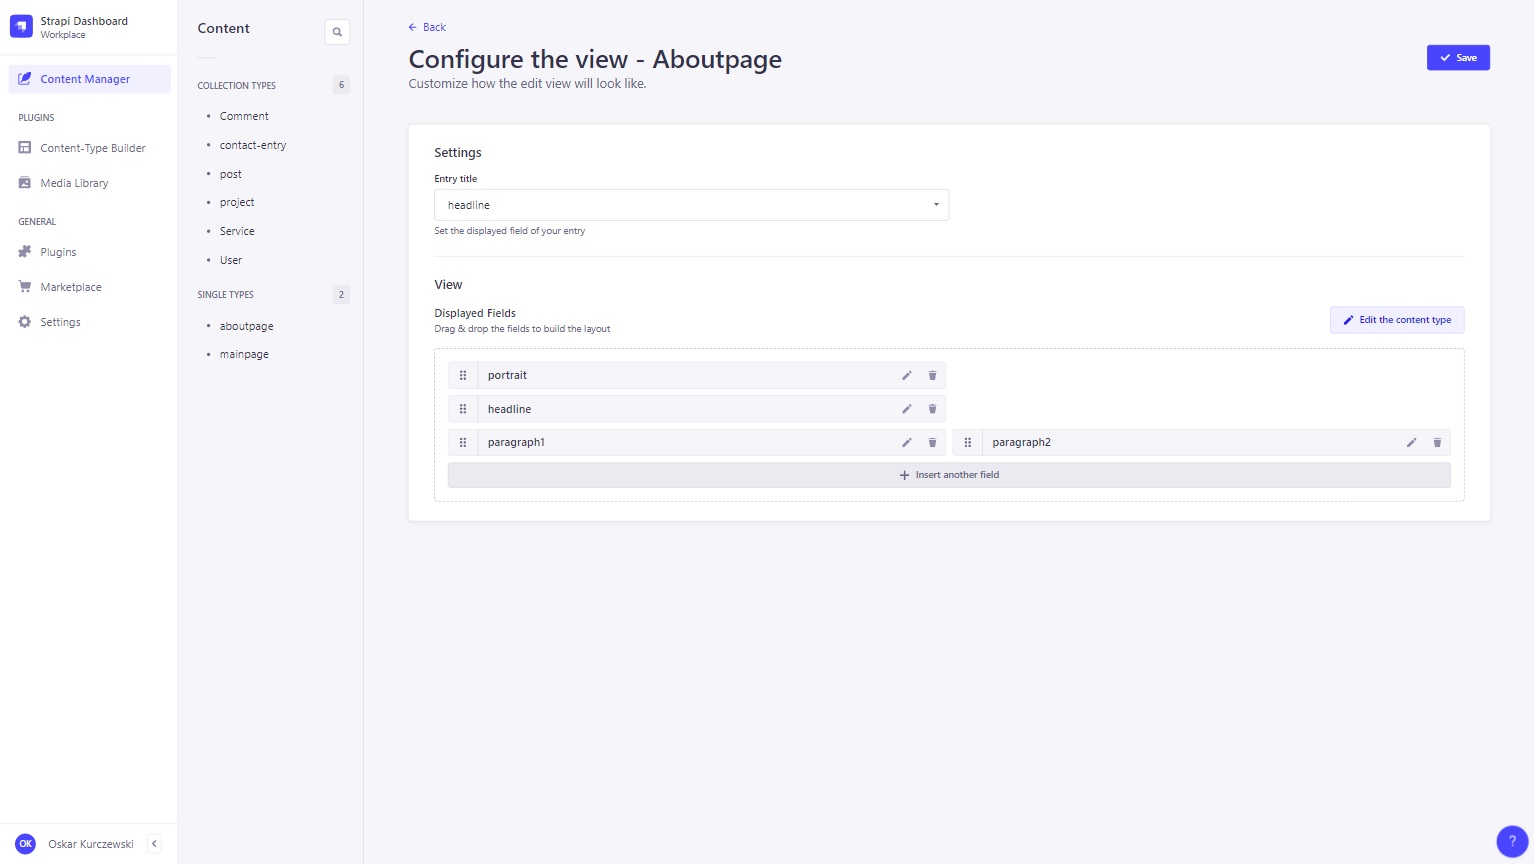 Strapi Dashboard
Workplace
Content Manager
PLUGINS
Content-Type Builder
Media Library
GENERAL
Plugins
Marketplace
Settings
OK
Oskar Kurczewski
Content
COLLECTION TYPES
6
Comment
contact-entry
post
project
Service
User
SINGLE TYPES
2
aboutpage
mainpage
Back
Configure the view - Aboutpage
Customize how the edit view will look like.
Save
Settings
Entry title
headline
Set the displayed field of your entry
View
Displayed Fields
Drag & drop the fields to build the layout
Edit the content type
portrait
headline
paragraph1
paragraph2
Insert another field
?